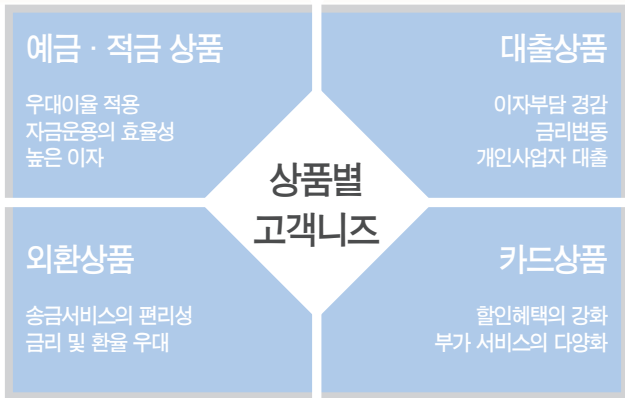 예금 · 적금 상품
우대이율 적용
자금운용의 효율성
높은 이자
대출상품
이자부담 경감
금리변동
개인사업자 대출
상품별
고객니즈
외환상품
송금서비스의 편리성
금리 및 환율 우대
카드상품
할인혜택의 강화
부가 서비스의 다양화